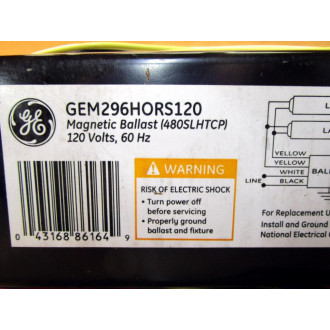 GE
GEM296HORS120
Magnetic Ballast (480SLHTCP)
120 Volts, 60 Hz
WARNING
RISK OF ELECTRIC SHOCK
• Turn power off
before servicing
• Properly ground
ballast and fixture
0 43168 86164 9
L
LA
YELLOW
YELLOW
WHITE
BLACK
LINE
BALL
For Replacement U
Install and Ground
National Electrical C